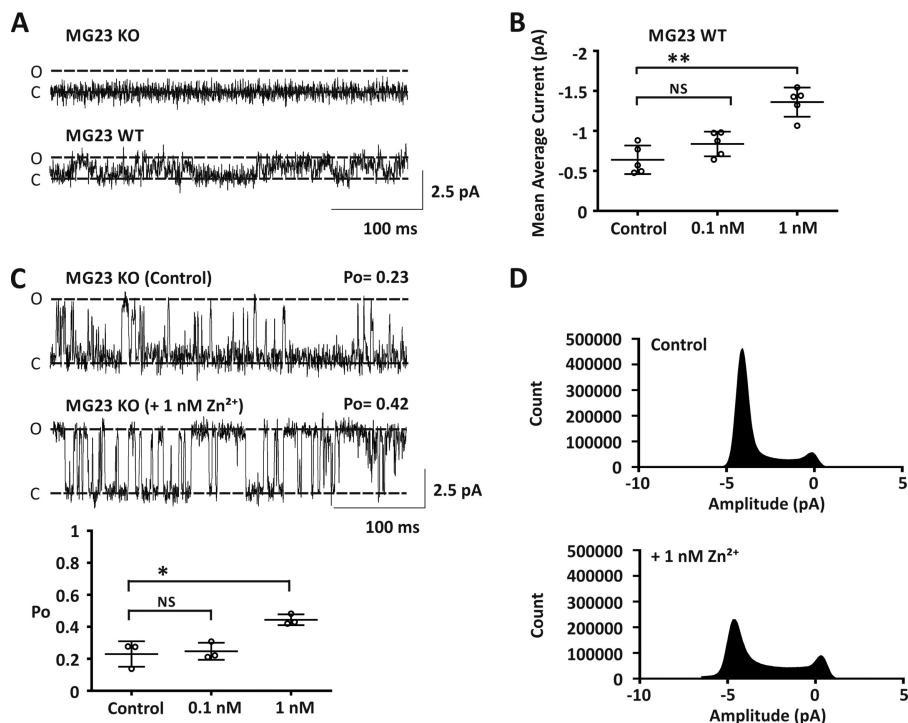 A
MG23 KO
O
C
MG23 WT
O
C
2.5 pA
100 ms
B
MG23 WT
Mean Average Current (pA)
-2
-1.5
-1
-0.5
0
**
NS
Control
0.1 nM
1 nM
C
MG23 KO (Control)
Po= 0.23
O
C
MG23 KO (+ 1 nM Zn²⁺)
Po= 0.42
O
C
2.5 pA
100 ms
Po
1
0.8
0.6
0.4
0.2
0
*
NS
Control
0.1 nM
1 nM
D
Control
Count
500000
400000
300000
200000
100000
0
-10
-5
0
5
Amplitude (pA)
+ 1 nM Zn²⁺
Count
500000
400000
300000
200000
100000
0
-10
-5
0
5
Amplitude (pA)